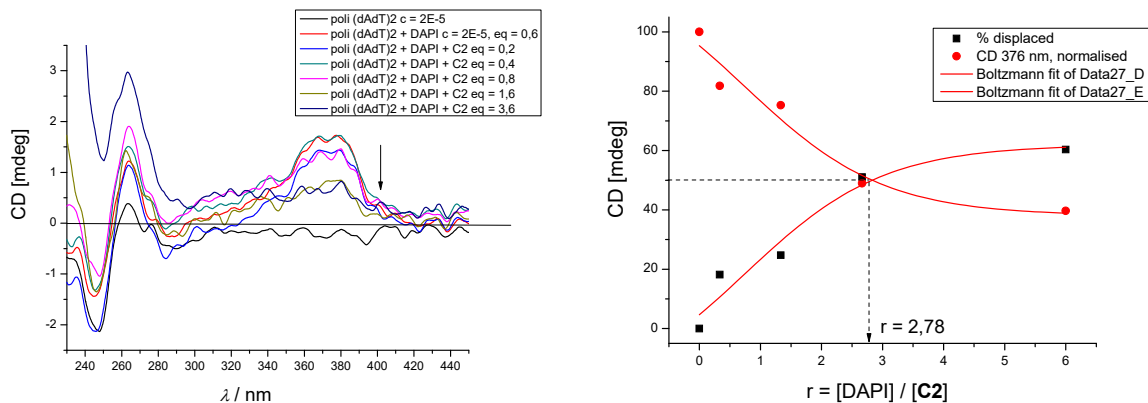 poli (dAdT)2 c = 2E-5
poli (dAdT)2 + DAPI c = 2E-5, eq = 0,6
poli (dAdT)2 + DAPI + C2 eq = 0,2
poli (dAdT)2 + DAPI + C2 eq = 0,4
poli (dAdT)2 + DAPI + C2 eq = 0,8
poli (dAdT)2 + DAPI + C2 eq = 1,6
poli (dAdT)2 + DAPI + C2 eq = 3,6
CD [mdeg]
3
2
1
0
-1
-2
240 260 280 300 320 340 360 380 400 420 440
λ / nm
% displaced
CD 376 nm, normalised
Boltzmann fit of Data27_D
Boltzmann fit of Data27_E
CD [mdeg]
100
80
60
40
20
0
r = 2,78
0 1 2 3 4 5 6
r = [DAPI] / [C2]